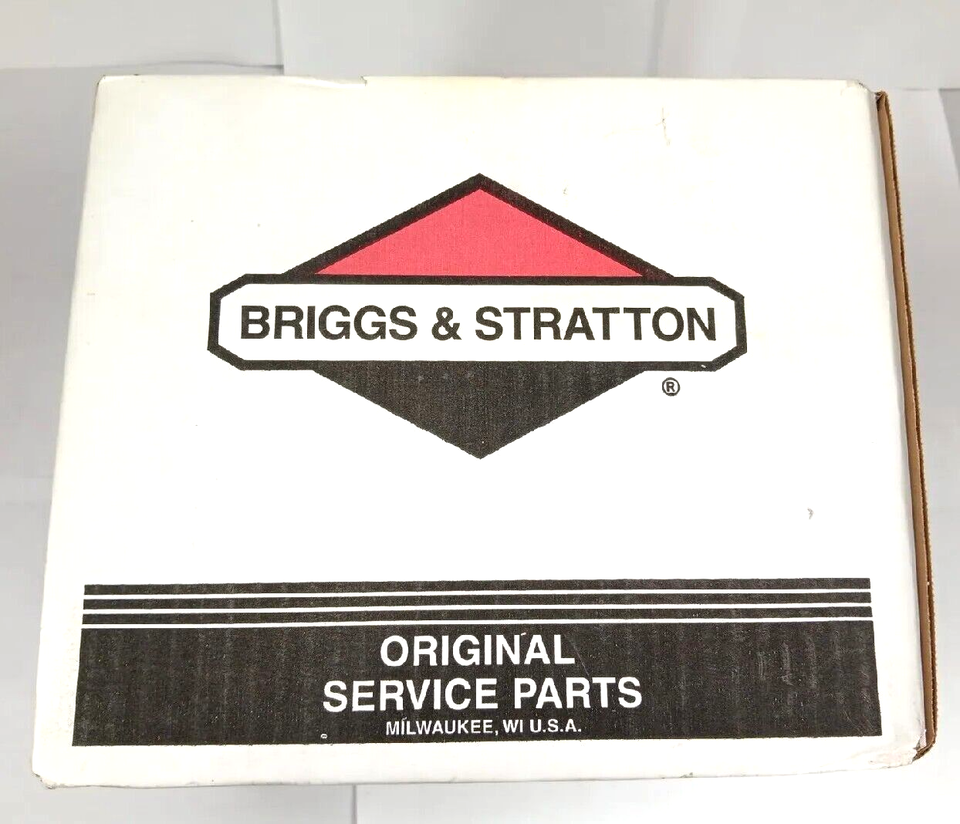 BRIGGS & STRATTON
®
ORIGINAL
SERVICE PARTS
MILWAUKEE, WI U.S.A.